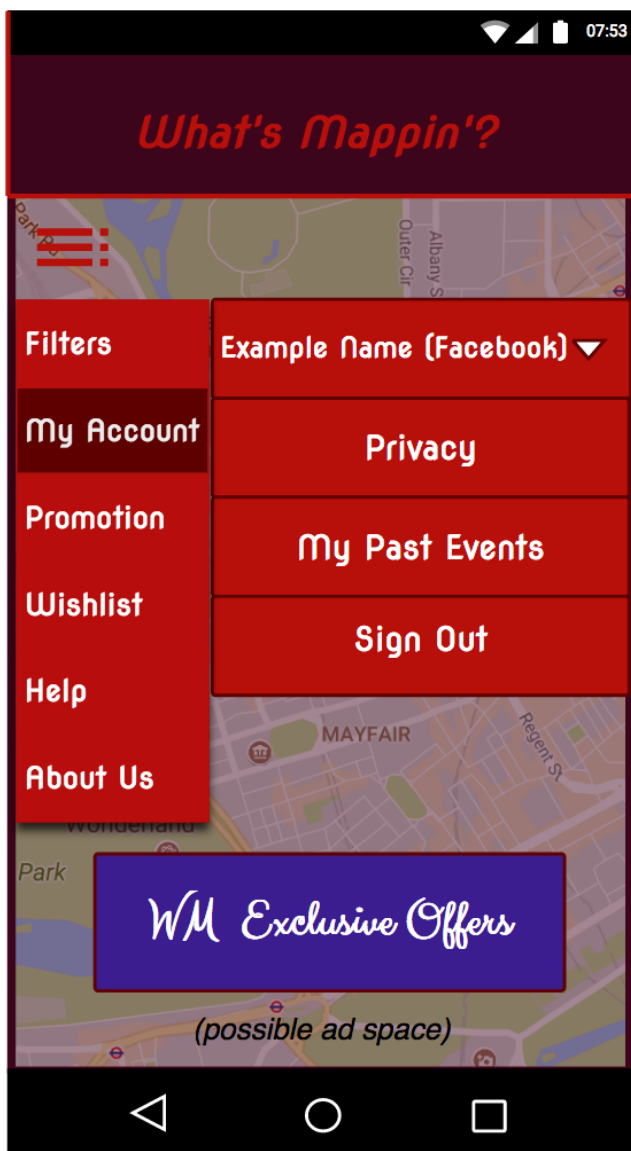 07:53
What's Mappin'?
Park
Outer Cir
Albany S
Filters
My Account
Promotion
Wishlist
Help
About Us
Example Name (Facebook)
Privacy
My Past Events
Sign Out
MAYFAIR
Regent St
Wonderland
Park
WM Exclusive Offers
(possible ad space)